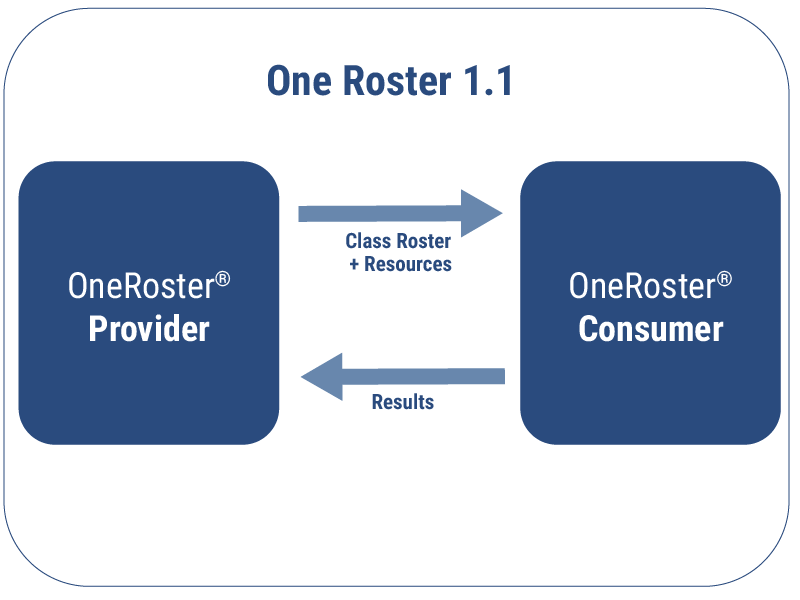 One Roster 1.1
OneRoster®
Provider
Class Roster
+ Resources
Results
OneRoster®
Consumer